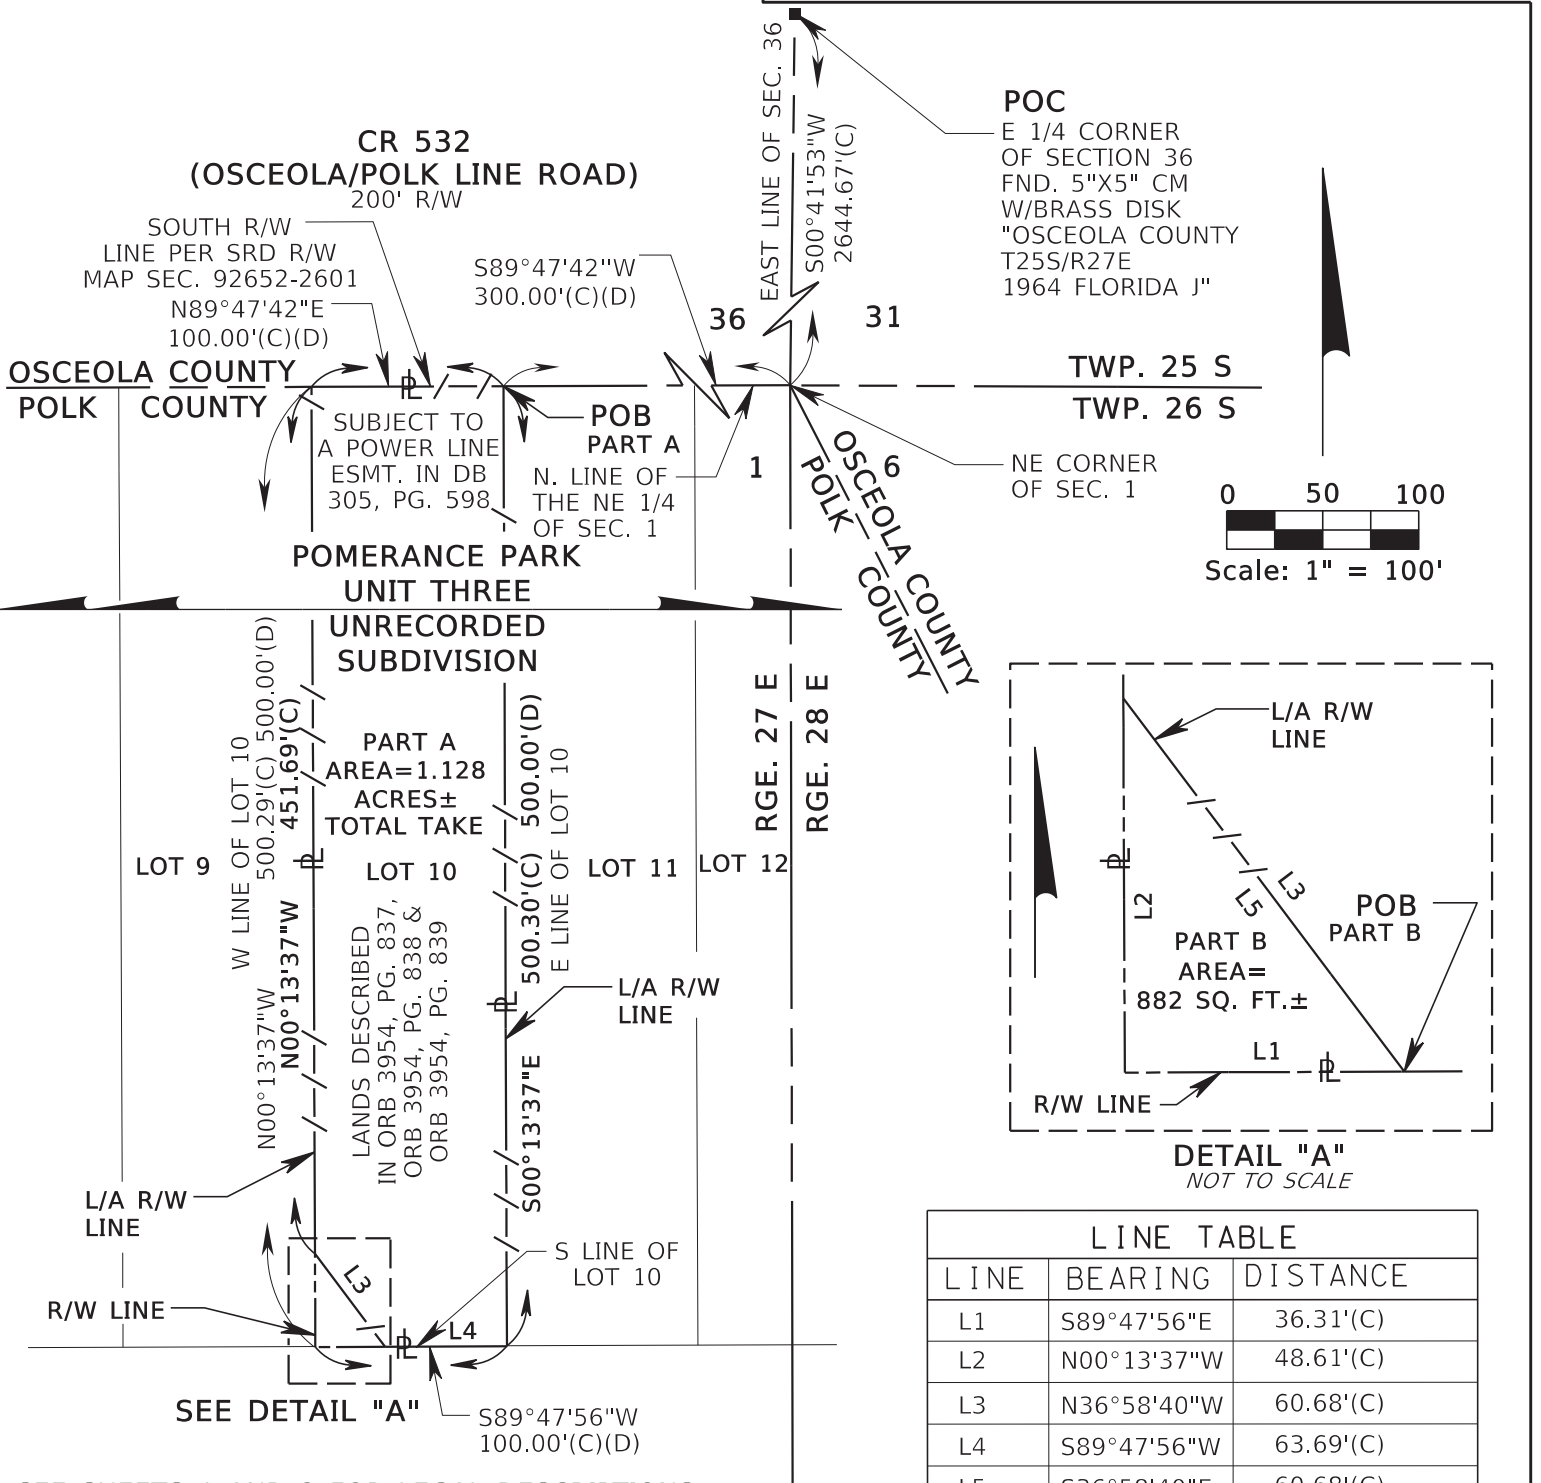 EAST LINE OF SEC. 36
S00°41'53"W
2644.67'(C)
POC
E 1/4 CORNER
OF SECTION 36
FND. 5"X5" CM
W/BRASS DISK
"OSCEOLA COUNTY
T25S/R27E
1964 FLORIDA J"
CR 532
(OSCEOLA/POLK LINE ROAD)
200' R/W
SOUTH R/W
LINE PER SRD R/W
MAP SEC. 92652-2601
N89°47'42"E
100.00'(C)(D)
S89°47'42"W
300.00'(C)(D)
36
31
OSCEOLA COUNTY
POLK COUNTY
PL
TWP. 25 S
TWP. 26 S
SUBJECT TO
A POWER LINE
ESMT. IN DB
305, PG. 598
POB
PART A
N. LINE OF
THE NE 1/4
OF SEC. 1
1
6
OSCEOLA COUNTY
POLK COUNTY
NE CORNER
OF SEC. 1
0 50 100
Scale: 1" = 100'
POMERANCE PARK
UNIT THREE
UNRECORDED
SUBDIVISION
W LINE OF LOT 10
500.29'(C) 500.00'(D)
N00°13'37"W
451.69'(C)
N00°13'37"W
PL
PART A
AREA=1.128
ACRES±
TOTAL TAKE
LOT 9
LOT 10
LOT 11
LOT 12
LANDS DESCRIBED
IN ORB 3954, PG. 837,
ORB 3954, PG. 838 &
ORB 3954, PG. 839
500.30'(C) 500.00'(D)
S00°13'37"E
E LINE OF LOT 10
PL
RGE. 27 E
RGE. 28 E
L/A R/W
LINE
L/A R/W
LINE
R/W LINE
L3
PL
L4
S LINE OF
LOT 10
SEE DETAIL "A"
S89°47'56"W
100.00'(C)(D)
L/A R/W
LINE
PL
L2
L3
L5
POB
PART B
PART B
AREA=
882 SQ. FT.±
L1
PL
R/W LINE
DETAIL "A"
NOT TO SCALE
LINE TABLE
LINE BEARING DISTANCE
L1 S89°47'56"E 36.31'(C)
L2 N00°13'37"W 48.61'(C)
L3 N36°58'40"W 60.68'(C)
L4 S89°47'56"W 63.69'(C)
L5 S36°58'40"E 60.68'(C)